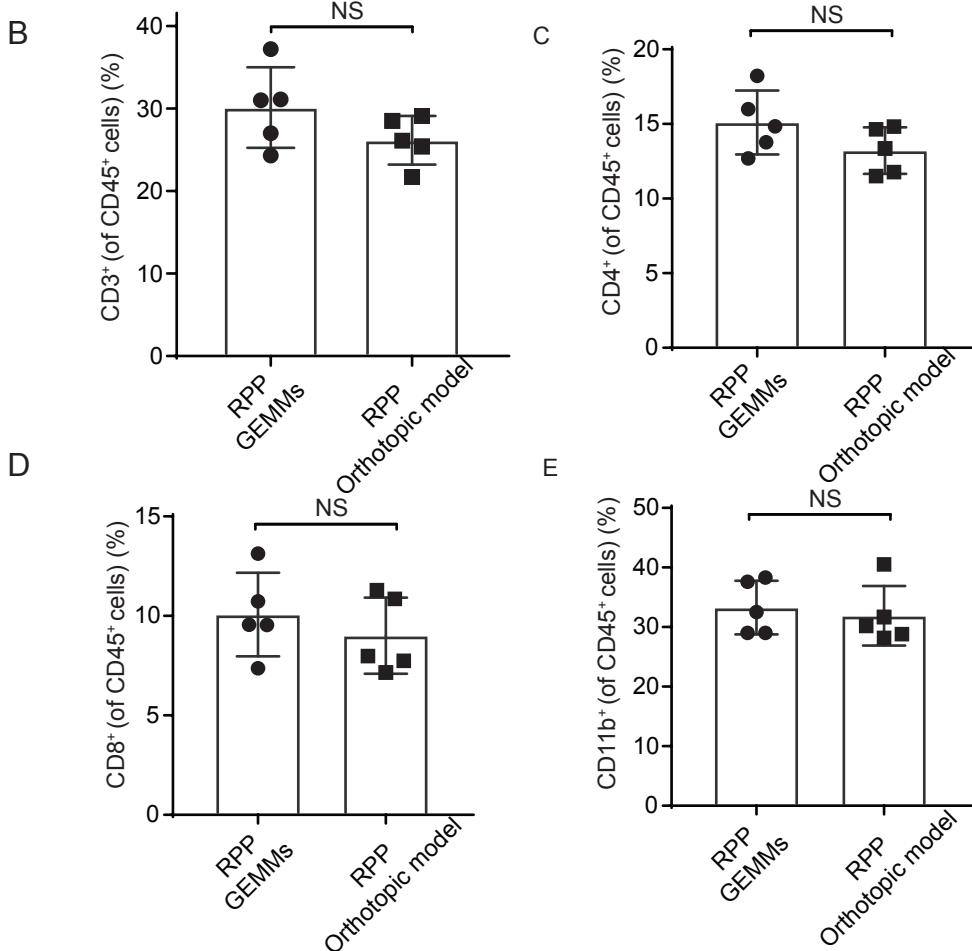 B
NS
CD3⁺ (of CD45⁺ cells) (%)
40
30
20
10
0
RPP
GEMMs
RPP
Orthotopic model
C
NS
CD4⁺ (of CD45⁺ cells) (%)
20
15
10
5
0
RPP
GEMMs
RPP
Orthotopic model
D
NS
CD8⁺ (of CD45⁺ cells) (%)
15
10
5
0
RPP
GEMMs
RPP
Orthotopic model
E
NS
CD11b⁺ (of CD45⁺ cells) (%)
50
40
30
20
10
0
RPP
GEMMs
RPP
Orthotopic model